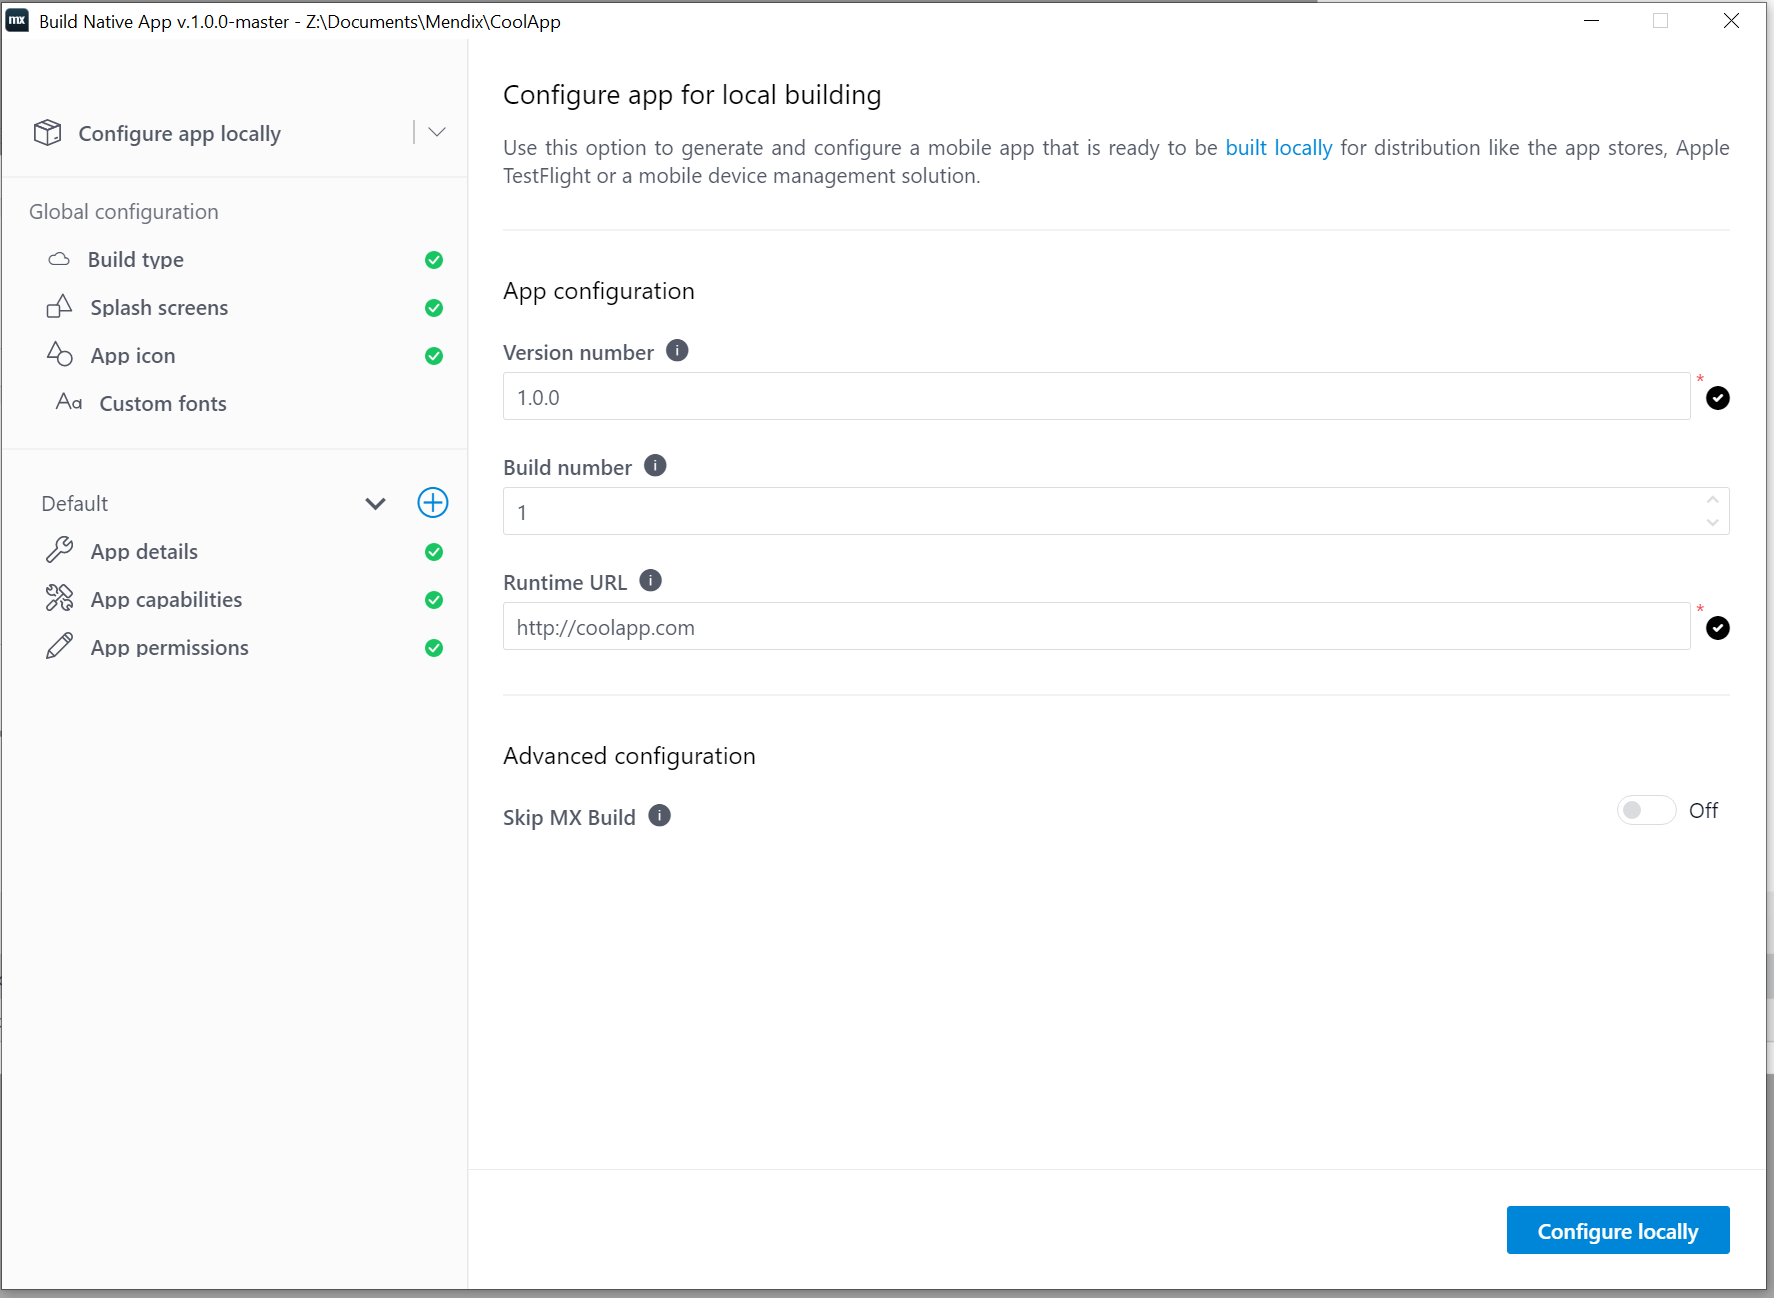 mx Build Native App v.1.0.0-master - Z:\Documents\Mendix\CoolApp
Configure app locally
Global configuration
Build type
Splash screens
App icon
Aa Custom fonts
Default
App details
App capabilities
App permissions
Configure app for local building
Use this option to generate and configure a mobile app that is ready to be built locally for distribution like the app stores, Apple
TestFlight or a mobile device management solution.
App configuration
Version number i
1.0.0 *
Build number i
1
Runtime URL i
http://coolapp.com *
Advanced configuration
Skip MX Build i
Off
Configure locally